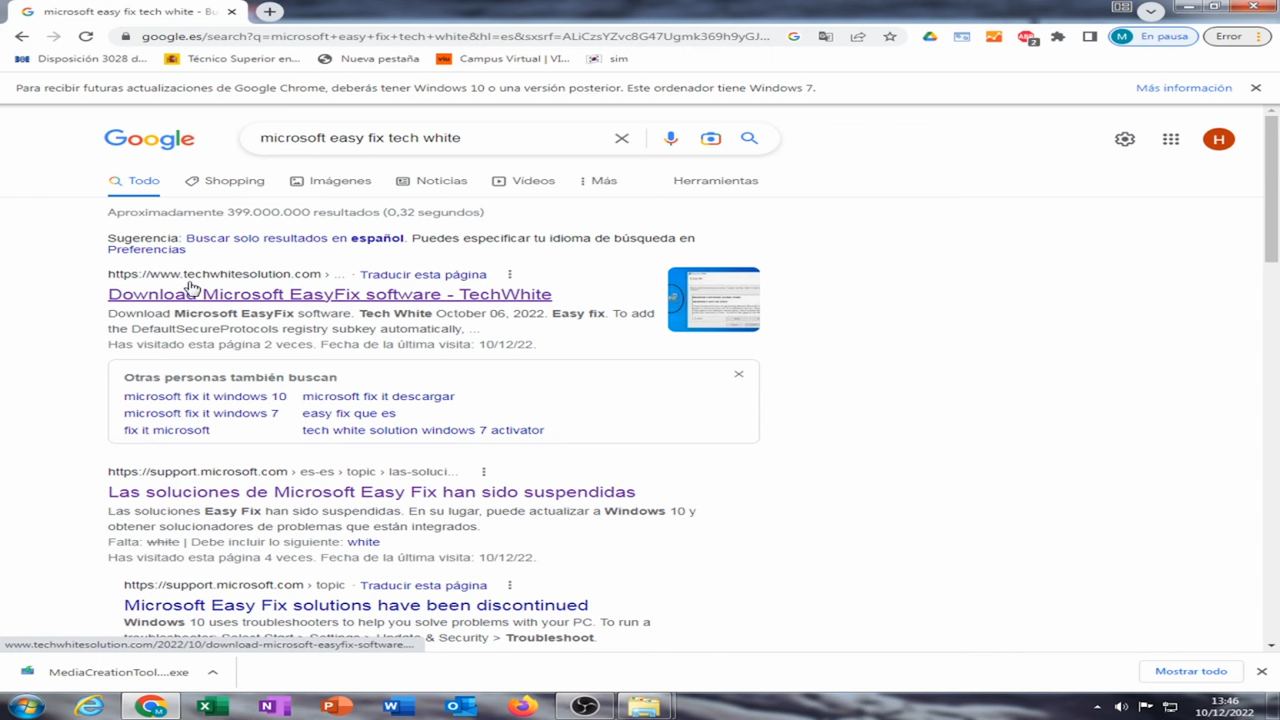 microsoft easy fix tech white - Bu
google.es/search?q=microsoft+easy+fix+tech+white&hl=es&sxsrf=ALiCzsYZvc8G47Ugmk369h9yGJ...
M En pausa
Error
Disposición 3028 d...
Técnico Superior en...
Nueva pestaña
Campus Virtual | VI...
sim
Para recibir futuras actualizaciones de Google Chrome, deberás tener Windows 10 o una versión posterior. Este ordenador tiene Windows 7.
Más información
Google
microsoft easy fix tech white
H
Todo
Shopping
Imágenes
Noticias
Vídeos
Más
Herramientas
Aproximadamente 399.000.000 resultados (0,32 segundos)
Sugerencia: Buscar solo resultados en español. Puedes especificar tu idioma de búsqueda en
Preferencias
https://www.techwhitesolution.com › ... · Traducir esta página
Download Microsoft EasyFix software - TechWhite
Download Microsoft EasyFix software. Tech White October 06, 2022. Easy fix. To add
the DefaultSecureProtocols registry subkey automatically, ...
Has visitado esta página 2 veces. Fecha de la última visita: 10/12/22.
Otras personas también buscan
microsoft fix it windows 10
microsoft fix it descargar
microsoft fix it windows 7
easy fix que es
fix it microsoft
tech white solution windows 7 activator
https://support.microsoft.com › es-es › topic › las-soluci...
Las soluciones de Microsoft Easy Fix han sido suspendidas
Las soluciones Easy Fix han sido suspendidas. En su lugar, puede actualizar a Windows 10 y
obtener solucionadores de problemas que están integrados.
Falta: white | Debe incluir lo siguiente: white
Has visitado esta página 4 veces. Fecha de la última visita: 10/12/22.
https://support.microsoft.com › topic · Traducir esta página
Microsoft Easy Fix solutions have been discontinued
Windows 10 uses troubleshooters to help you solve problems with your PC. To run a
troubleshooter: Select Start > Settings > Update & Security > Troubleshoot.
www.techwhitesolution.com/2022/10/download-microsoft-easyfix-software....
MediaCreationTool....exe
Mostrar todo
13:46
10/12/2022